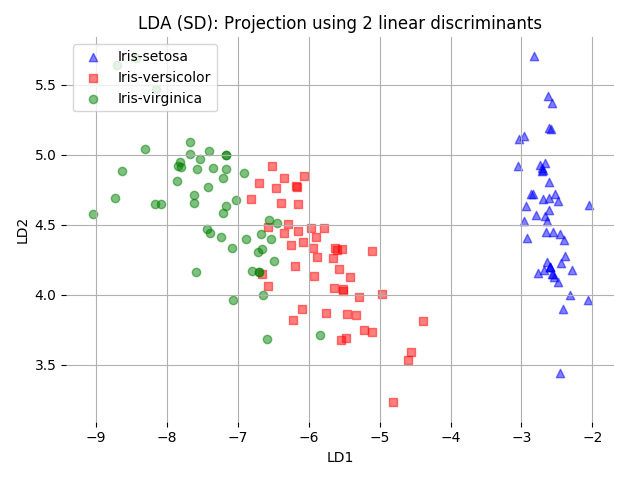 LDA (SD): Projection using 2 linear discriminants
Iris-setosa
Iris-versicolor
Iris-virginica
5.5
5.0
4.5
4.0
3.5
LD2
−9
−8
−7
−6
−5
−4
−3
−2
LD1